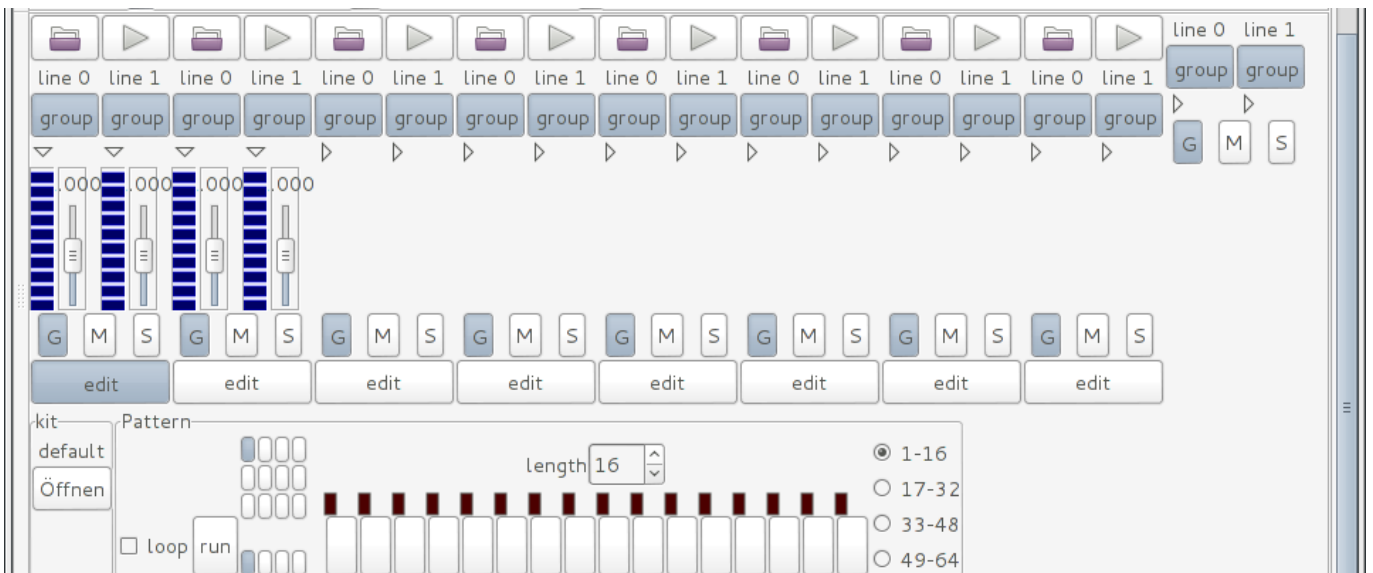 line 0 line 1
line 0 line 1 line 0 line 1 line 0 line 1 line 0 line 1 line 0 line 1 line 0 line 1 line 0 line 1 line 0 line 1
group group
group group group group group group group group group group group group group group group group
G M S
.000 .000 .000 .000
G M S G M S G M S G M S G M S G M S G M S G M S
edit edit edit edit edit edit edit edit
kit Pattern
default length 16 1-16
Öffnen 17-32
33-48
loop run
49-64